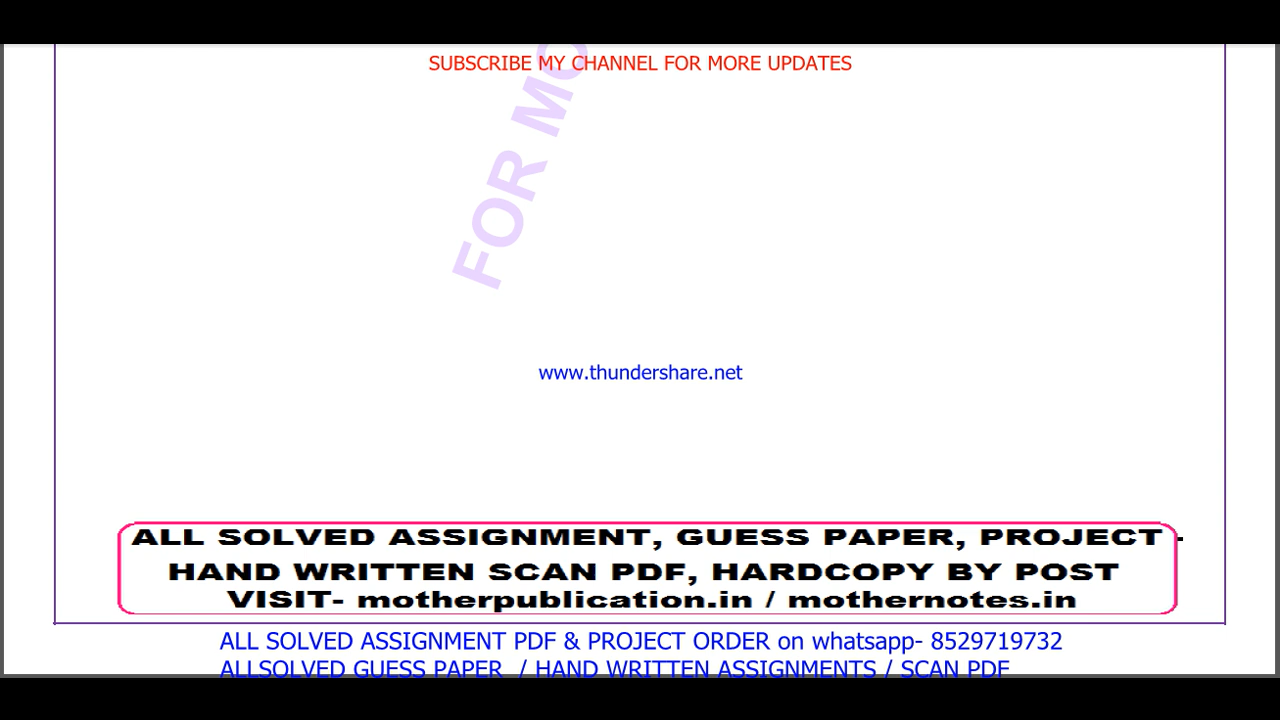 SUBSCRIBE MY CHANNEL FOR MORE UPDATES
FOR MO
www.thundershare.net
ALL SOLVED ASSIGNMENT, GUESS PAPER, PROJECT -
HAND WRITTEN SCAN PDF, HARDCOPY BY POST
VISIT- motherpublication.in / mothernotes.in
ALL SOLVED ASSIGNMENT PDF & PROJECT ORDER on whatsapp- 8529719732
ALLSOLVED GUESS PAPER / HAND WRITTEN ASSIGNMENTS / SCAN PDF